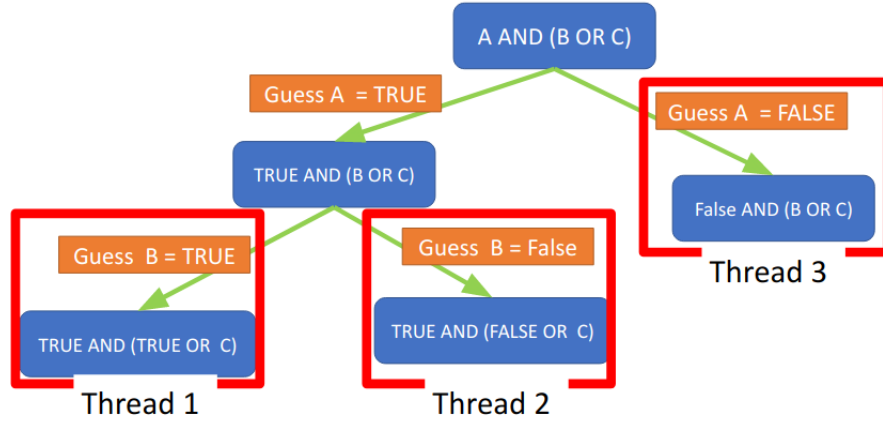 A AND (B OR C)
Guess A = TRUE
Guess A = FALSE
TRUE AND (B OR C)
False AND (B OR C)
Guess B = TRUE
Guess B = False
Thread 3
TRUE AND (TRUE OR C)
TRUE AND (FALSE OR C)
Thread 1
Thread 2